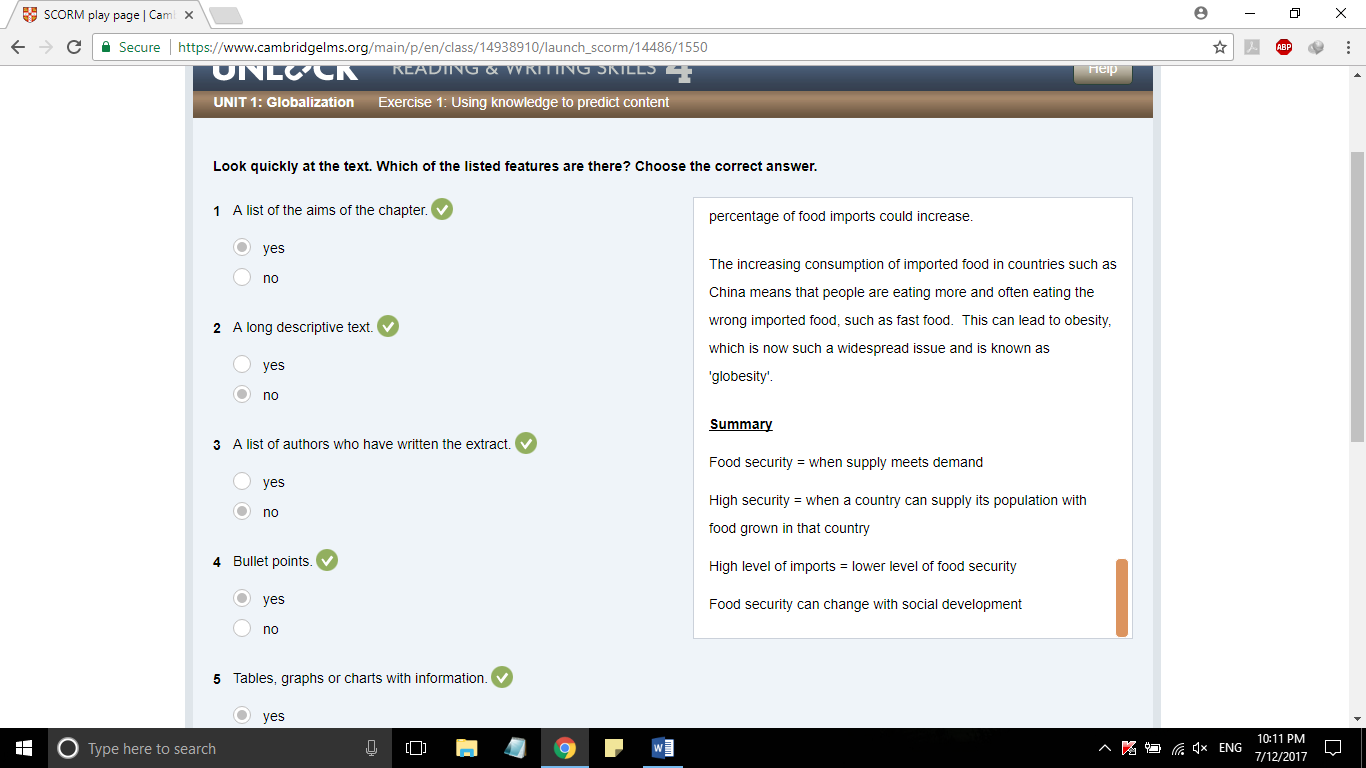 SCORM play page | Cam
Secure | https://www.cambridgelms.org/main/p/en/class/14938910/launch_scorm/14486/1550
ABP
UNLOCK READING & WRITING SKILLS 4
Help
UNIT 1: Globalization Exercise 1: Using knowledge to predict content
Look quickly at the text. Which of the listed features are there? Choose the correct answer.
1 A list of the aims of the chapter.
yes
no
2 A long descriptive text.
yes
no
3 A list of authors who have written the extract.
yes
no
4 Bullet points.
yes
no
5 Tables, graphs or charts with information.
yes
percentage of food imports could increase.
The increasing consumption of imported food in countries such as
China means that people are eating more and often eating the
wrong imported food, such as fast food. This can lead to obesity,
which is now such a widespread issue and is known as
'globesity'.
Summary
Food security = when supply meets demand
High security = when a country can supply its population with
food grown in that country
High level of imports = lower level of food security
Food security can change with social development
Type here to search
ENG
10:11 PM
7/12/2017